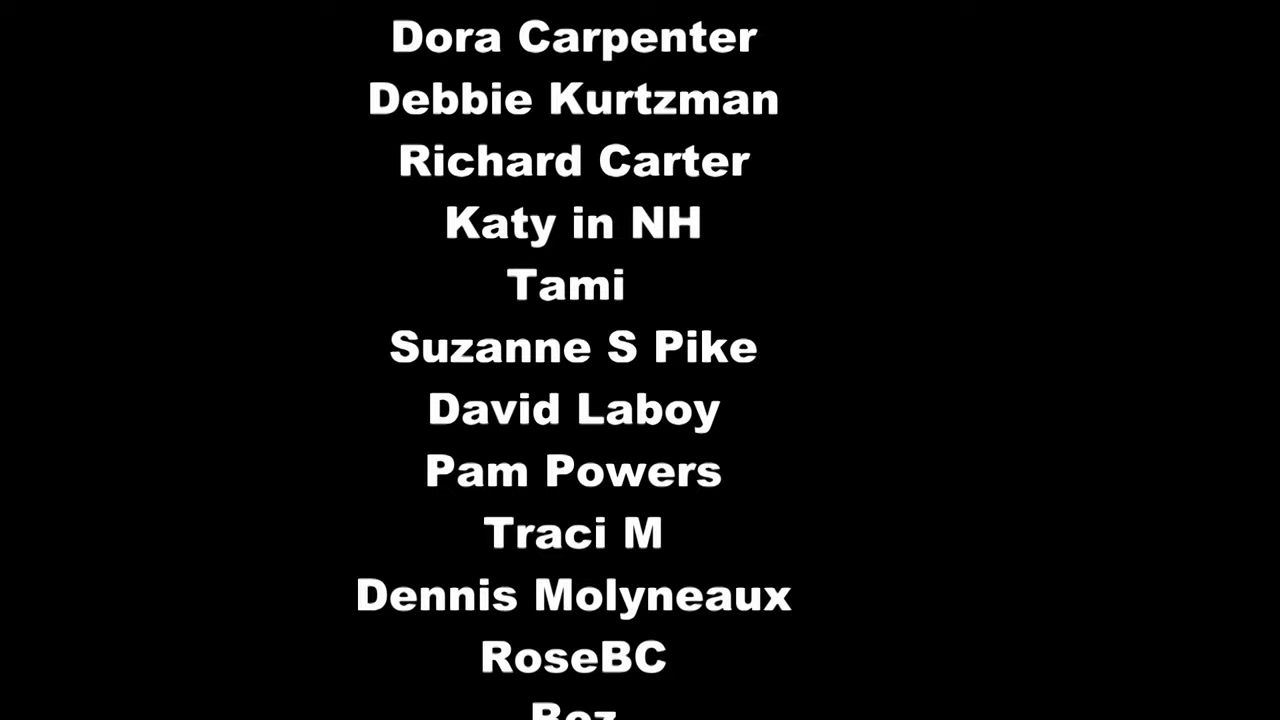 Dora Carpenter
Debbie Kurtzman
Richard Carter
Katy in NH
Tami
Suzanne S Pike
David Laboy
Pam Powers
Traci M
Dennis Molyneaux
RoseBC